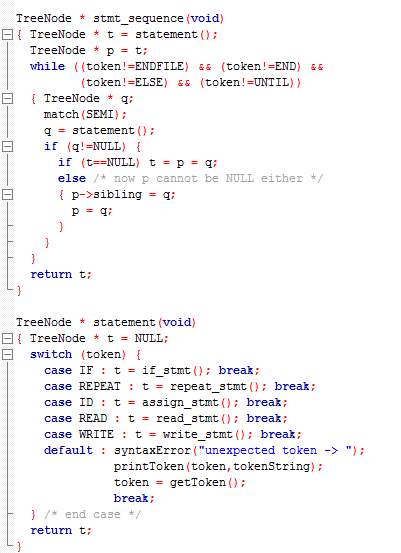 TreeNode * stmt_sequence(void)
{ TreeNode * t = statement();
  TreeNode * p = t;
  while ((token!=ENDFILE) && (token!=END) &&
         (token!=ELSE) && (token!=UNTIL))
  { TreeNode * q;
    match(SEMI);
    q = statement();
    if (q!=NULL) {
      if (t==NULL) t = p = q;
      else /* now p cannot be NULL either */
      { p->sibling = q;
        p = q;
      }
    }
  }
  return t;
}

TreeNode * statement(void)
{ TreeNode * t = NULL;
  switch (token) {
    case IF : t = if_stmt(); break;
    case REPEAT : t = repeat_stmt(); break;
    case ID : t = assign_stmt(); break;
    case READ : t = read_stmt(); break;
    case WRITE : t = write_stmt(); break;
    default : syntaxError("unexpected token -> ");
              printToken(token,tokenString);
              token = getToken();
              break;
  } /* end case */
  return t;
}